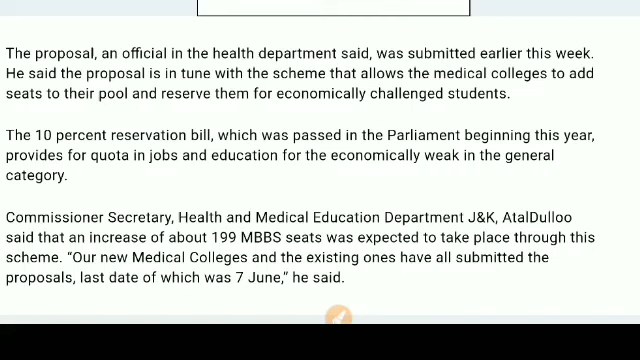 The proposal, an official in the health department said, was submitted earlier this week.
He said the proposal is in tune with the scheme that allows the medical colleges to add
seats to their pool and reserve them for economically challenged students.
The 10 percent reservation bill, which was passed in the Parliament beginning this year,
provides for quota in jobs and education for the economically weak in the general
category.
Commissioner Secretary, Health and Medical Education Department J&K, AtalDulloo
said that an increase of about 199 MBBS seats was expected to take place through this
scheme. “Our new Medical Colleges and the existing ones have all submitted the
proposals, last date of which was 7 June,” he said.